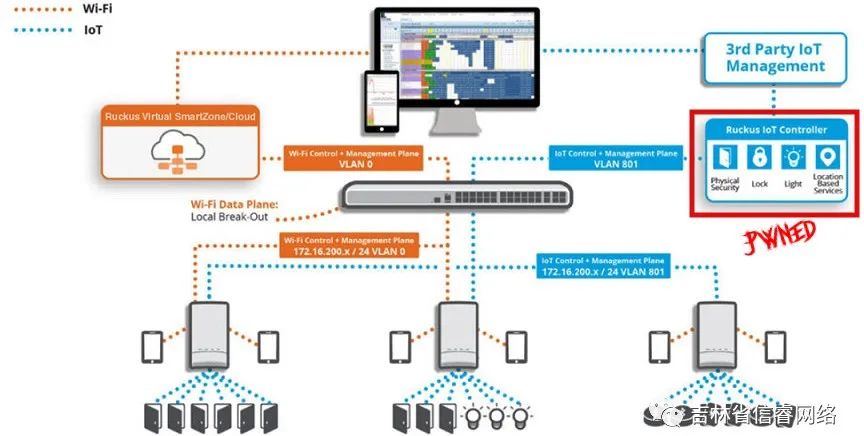 Wi-Fi
IoT
3rd Party IoT
Management
Ruckus Virtual SmartZone/Cloud
Ruckus IoT Controller
Physical
Security
Lock
Light
Location
Based
Services
Wi-Fi Control + Management Plane
VLAN 0
IoT Control + Management Plane
VLAN 801
Wi-Fi Data Plane:
Local Break-Out
PWNED
Wi-Fi Control + Management Plane
172.16.200.x / 24 VLAN 0
IoT Control + Management Plane
172.16.200.x / 24 VLAN 801
吉林省信睿网络